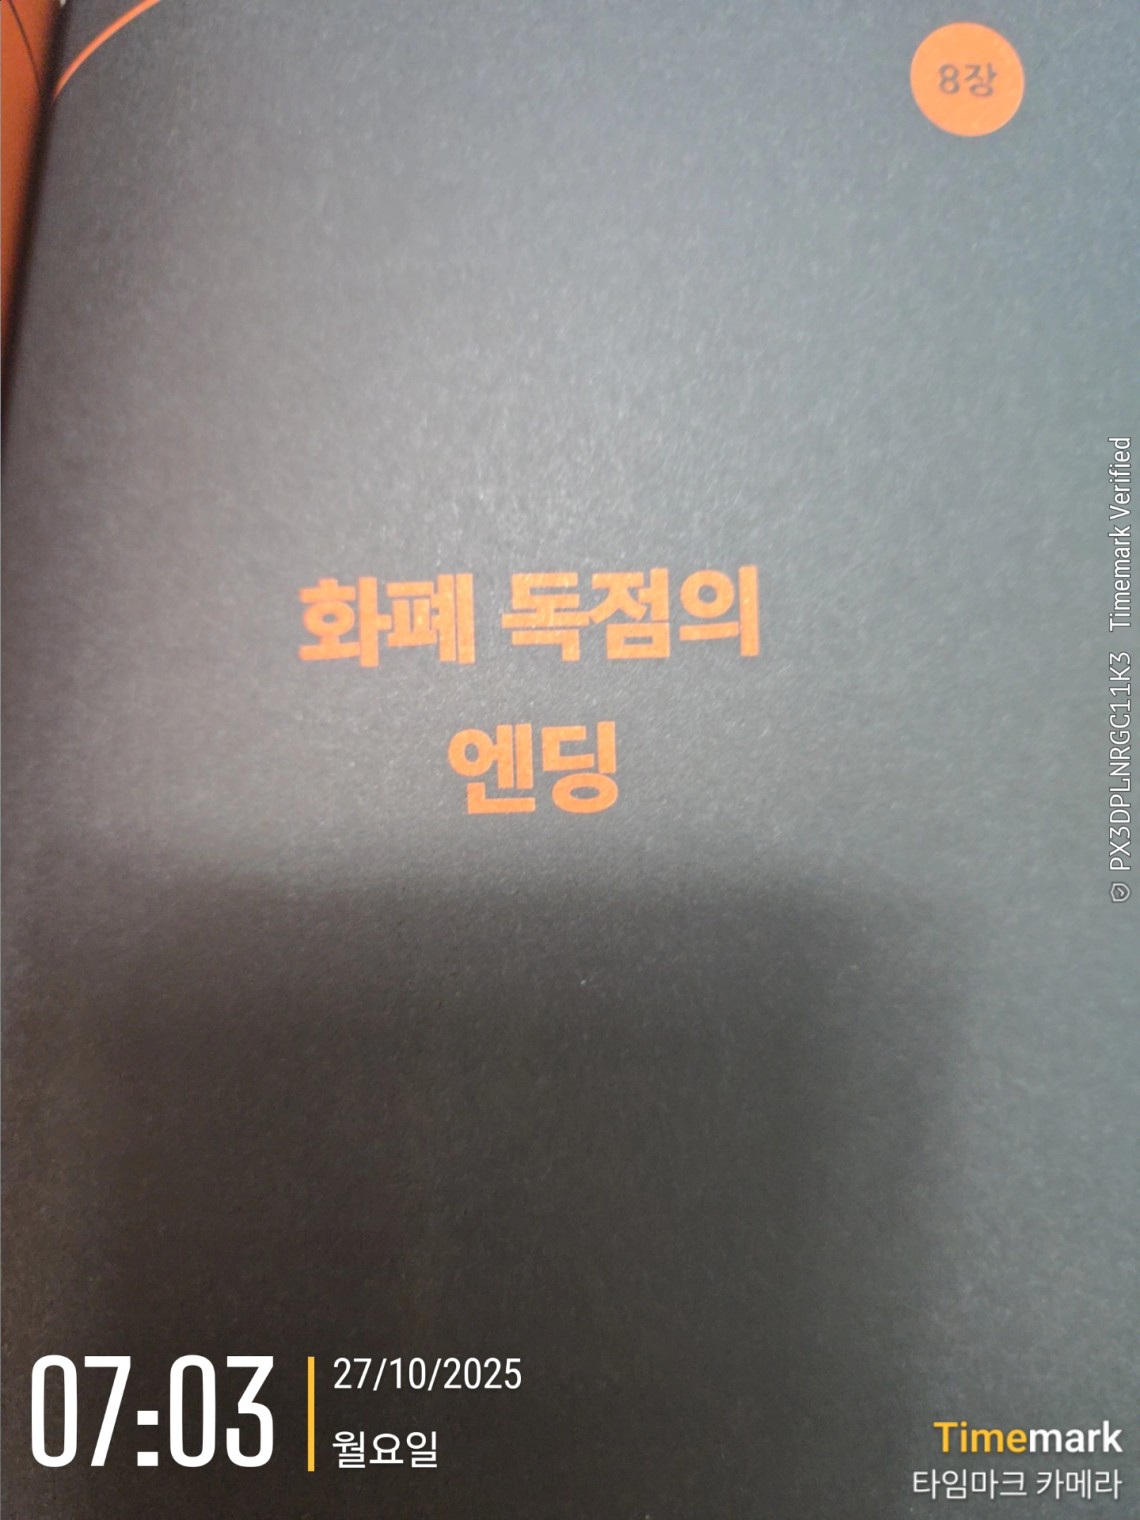 8장
화폐 독점의
엔딩
07:03
27/10/2025
월요일
Timemark
타임마크 카메라
PX3DPLNRGC11K3 Timemark Verified